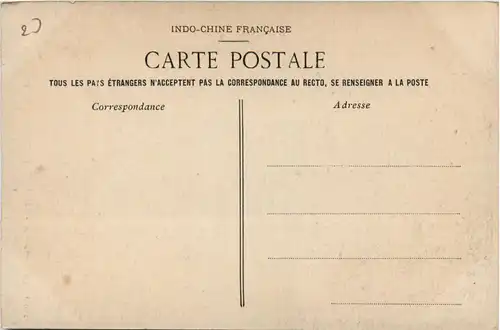 INDO-CHINE FRANÇAISE
CARTE POSTALE
TOUS LES PAYS ÉTRANGERS N'ACCEPTENT PAS LA CORRESPONDANCE AU RECTO, SE RENSEIGNER A LA POSTE
Correspondance
Adresse